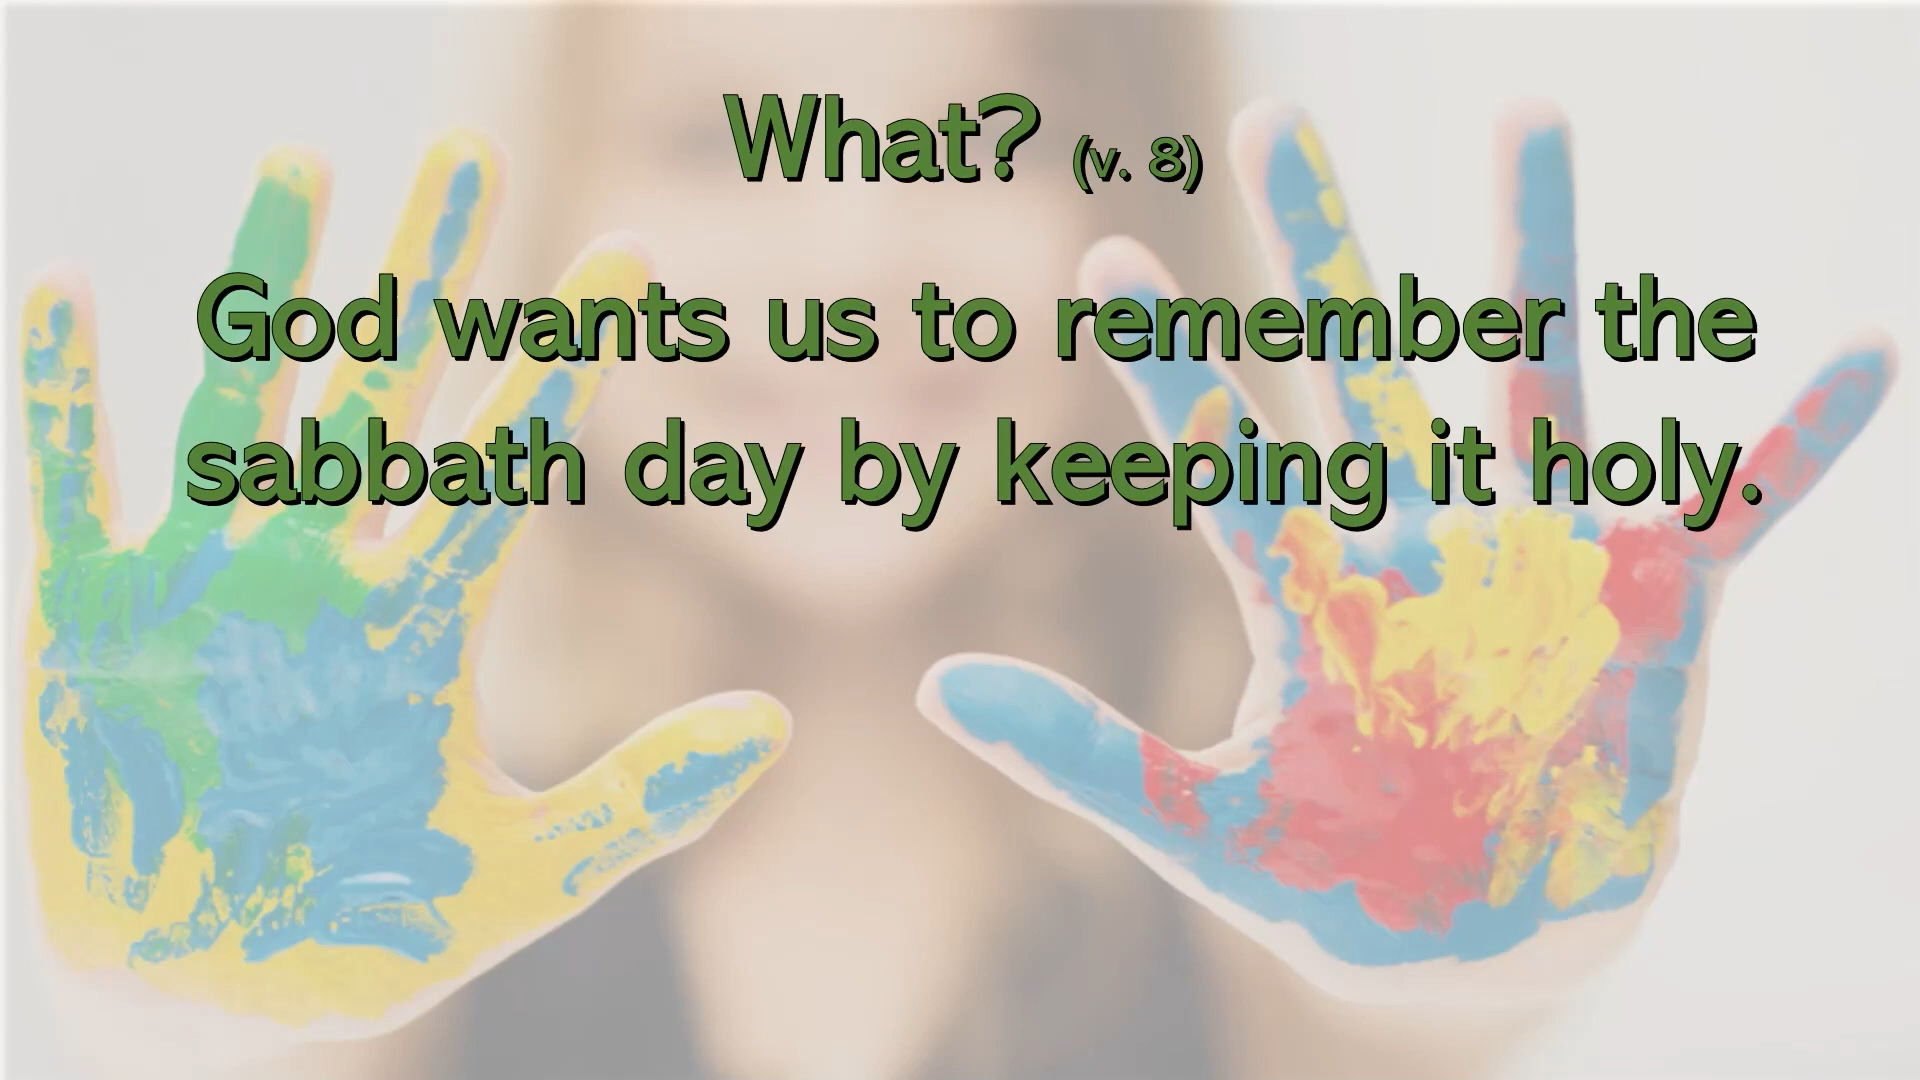 What? (v. 8)
God wants us to remember the
sabbath day by keeping it holy.